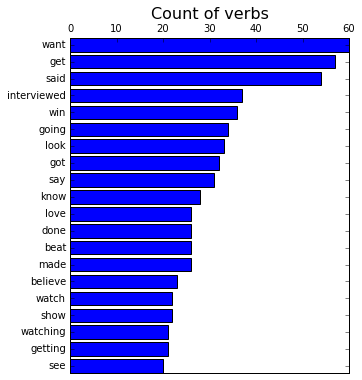 Count of verbs
0 10 20 30 40 50 60
want
get
said
interviewed
win
going
look
got
say
know
love
done
beat
made
believe
watch
show
watching
getting
see